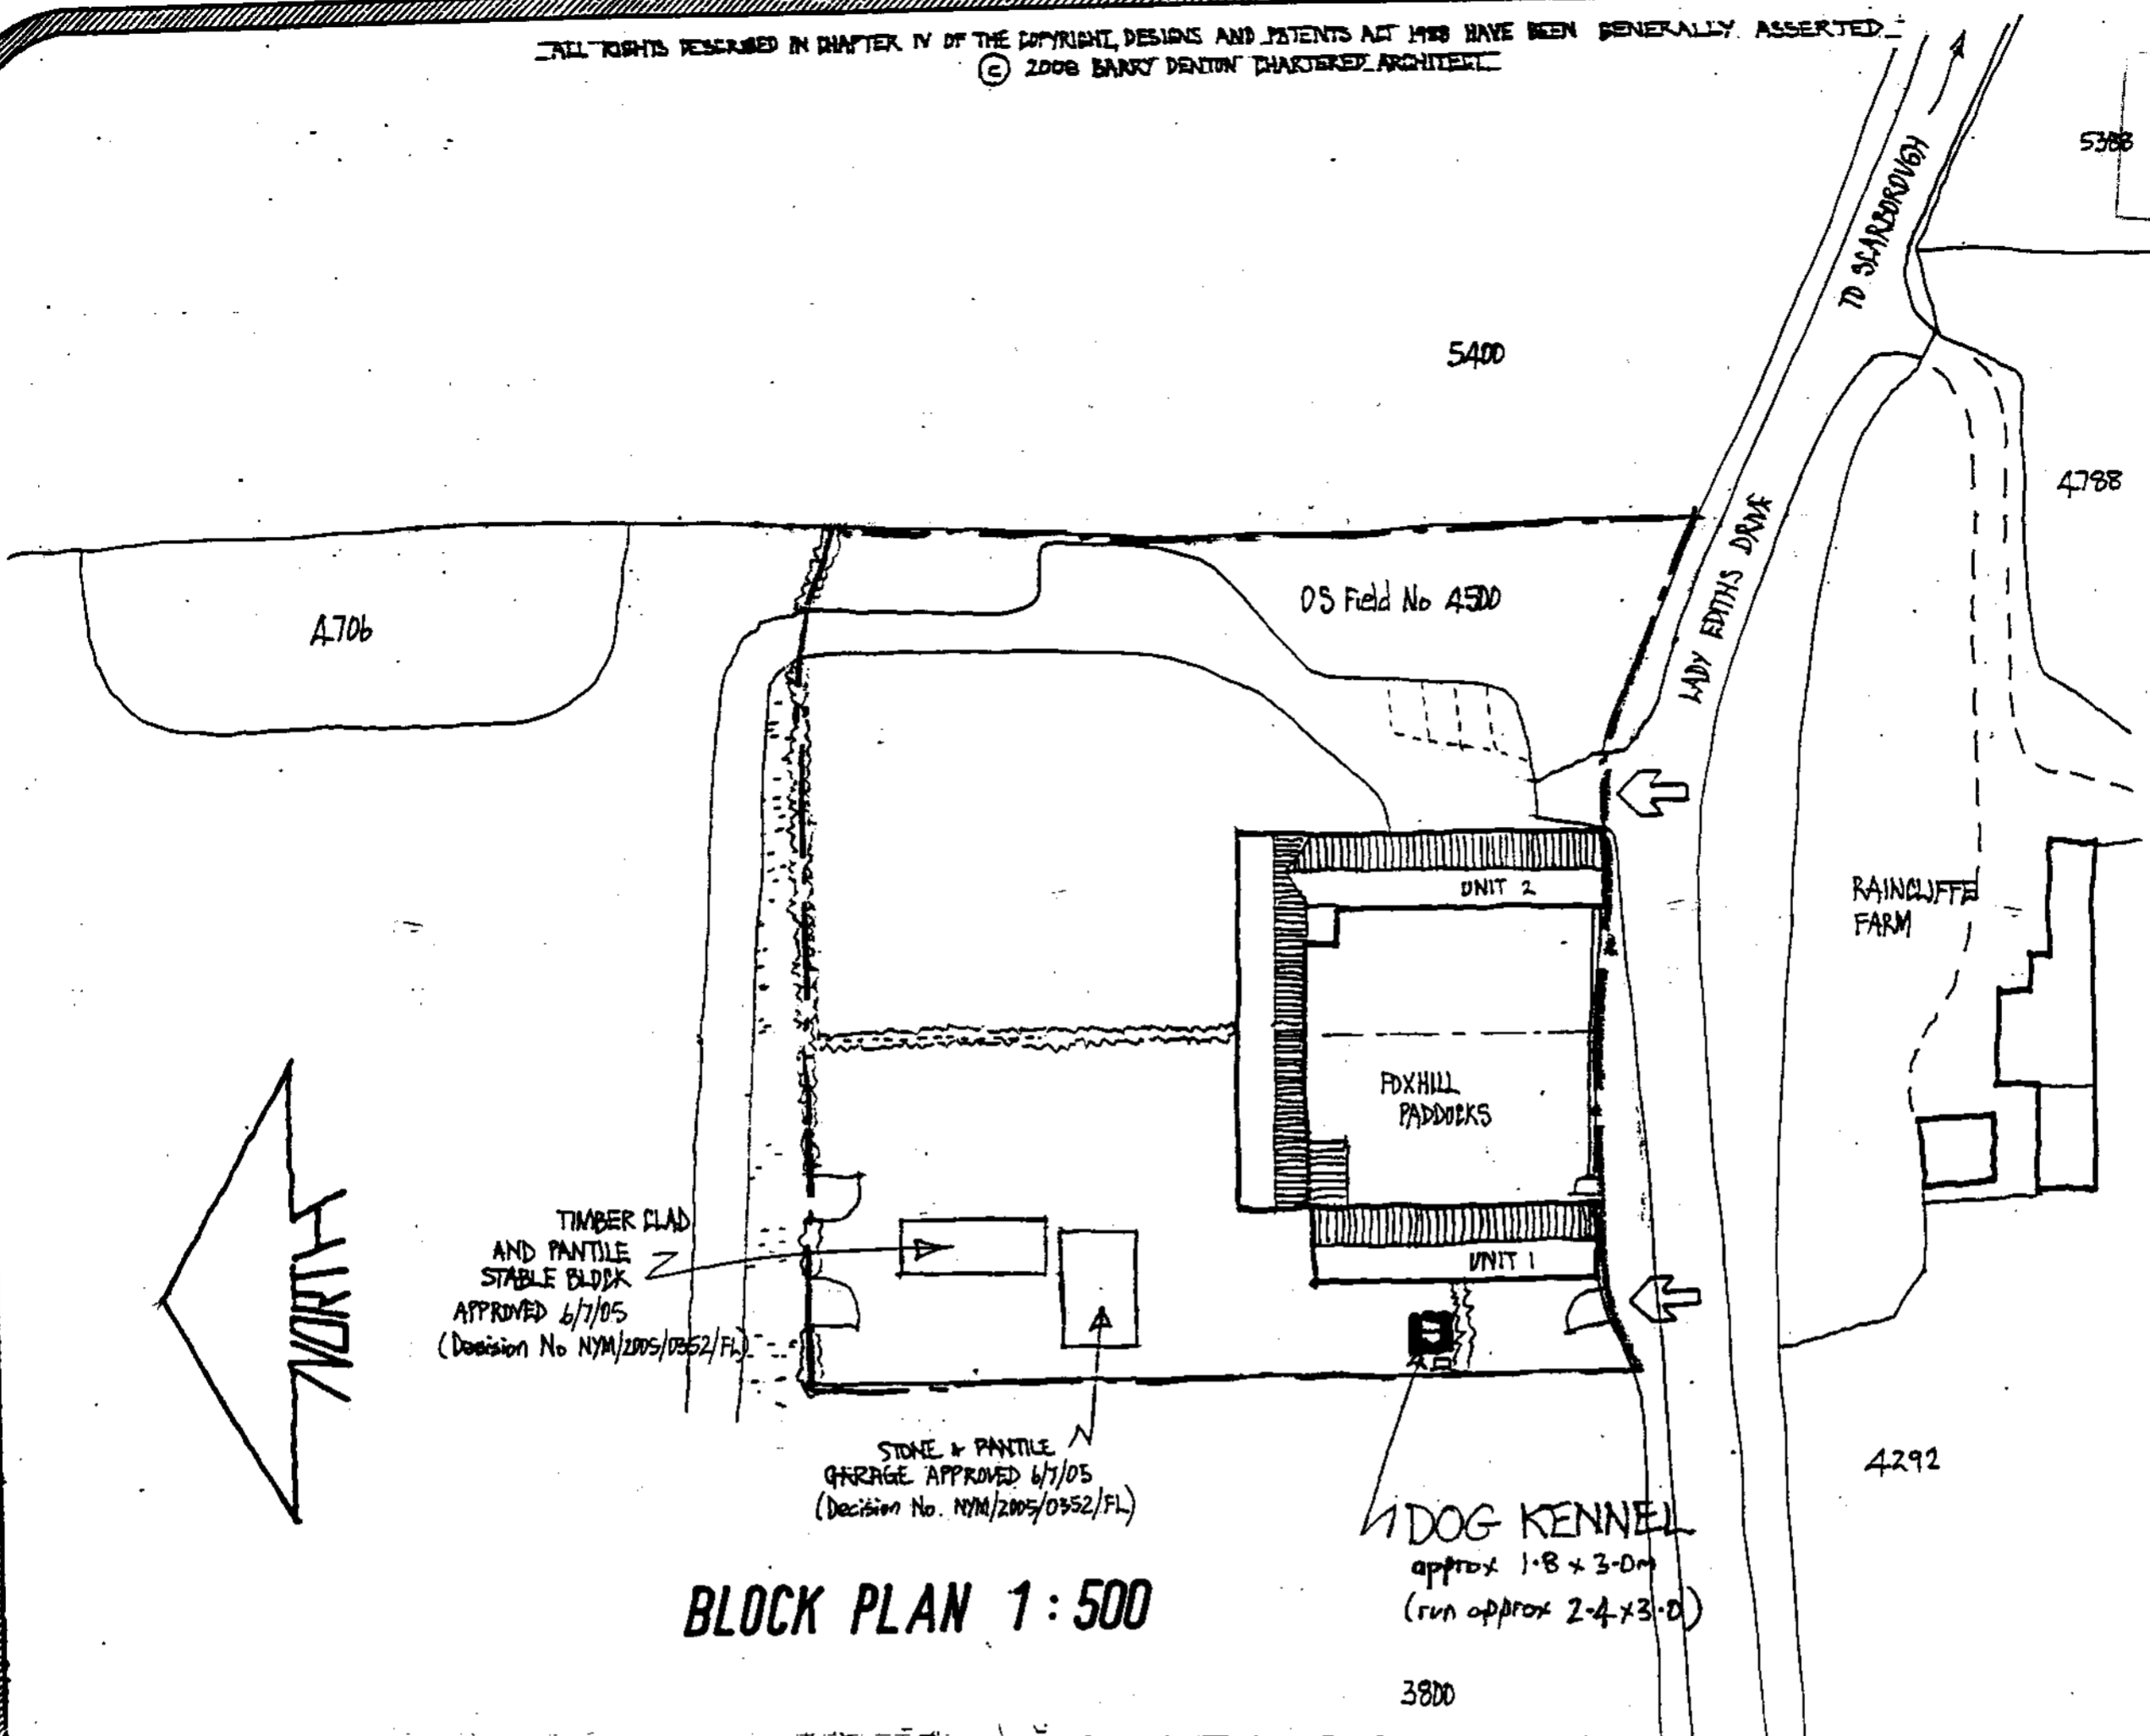 ALL RIGHTS DESCRIBED IN CHAPTER IV OF THE COPYRIGHT, DESIGNS AND PATENTS ACT 1988 HAVE BEEN GENERALLY ASSERTED
© 2008 BARRY DENTON CHARTERED ARCHITECT
TO SCARBOROUGH
5388
5400
4788
LADY EDITHS DRIVE
OS Field No 4500
4706
UNIT 2
RAINCLIFFE
FARM
FOXHILL
PADDOCKS
NORTH
TIMBER CLAD
AND PANTILE
STABLE BLOCK
APPROVED 6/7/05
(Decision No NYM/2005/0352/FL)
UNIT 1
STONE & PANTILE
GARAGE APPROVED 6/7/05
(Decision No. NYM/2005/0352/FL)
4292
DOG KENNEL
approx 1.8 x 3.0m
(run approx 2.4 x 3.0)
BLOCK PLAN 1:500
3800